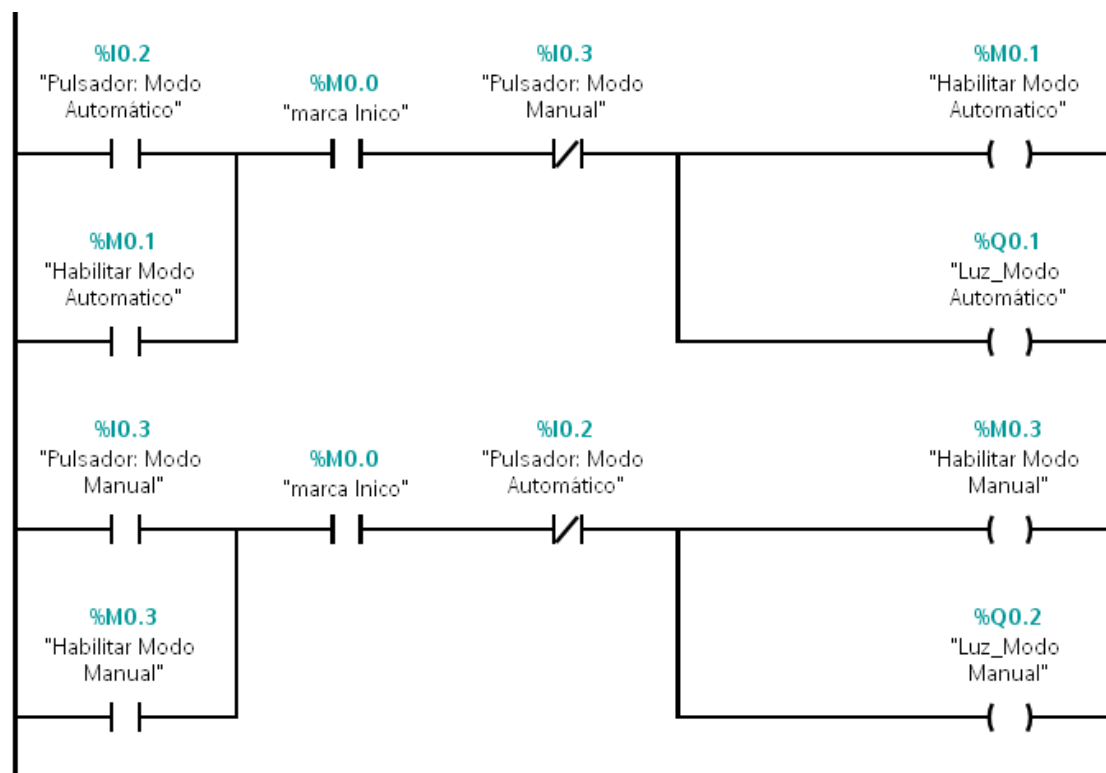 %I0.2
"Pulsador: Modo
Automático"
%M0.0
"marca Inico"
%I0.3
"Pulsador: Modo
Manual"
%M0.1
"Habilitar Modo
Automatico"
%M0.1
"Habilitar Modo
Automatico"
%Q0.1
"Luz_Modo
Automático"
%I0.3
"Pulsador: Modo
Manual"
%M0.0
"marca Inico"
%I0.2
"Pulsador: Modo
Automático"
%M0.3
"Habilitar Modo
Manual"
%M0.3
"Habilitar Modo
Manual"
%Q0.2
"Luz_Modo
Manual"